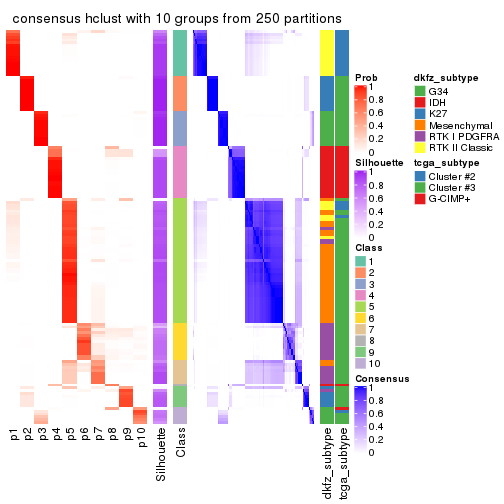 consensus hclust with 10 groups from 250 partitions
Prob
1
0.8
0.6
0.4
0.2
0
Silhouette
1
0.8
0.6
0.4
0.2
0
Class
1
2
3
4
5
6
7
8
9
10
Consensus
1
0.8
0.6
0.4
0.2
0
dkfz_subtype
G34
IDH
K27
Mesenchymal
RTK I PDGFRA
RTK II Classic
tcga_subtype
Cluster #2
Cluster #3
G-CIMP+
p1
p2
p3
p4
p5
p6
p7
p8
p9
p10
Silhouette
Class
dkfz_subtype
tcga_subtype